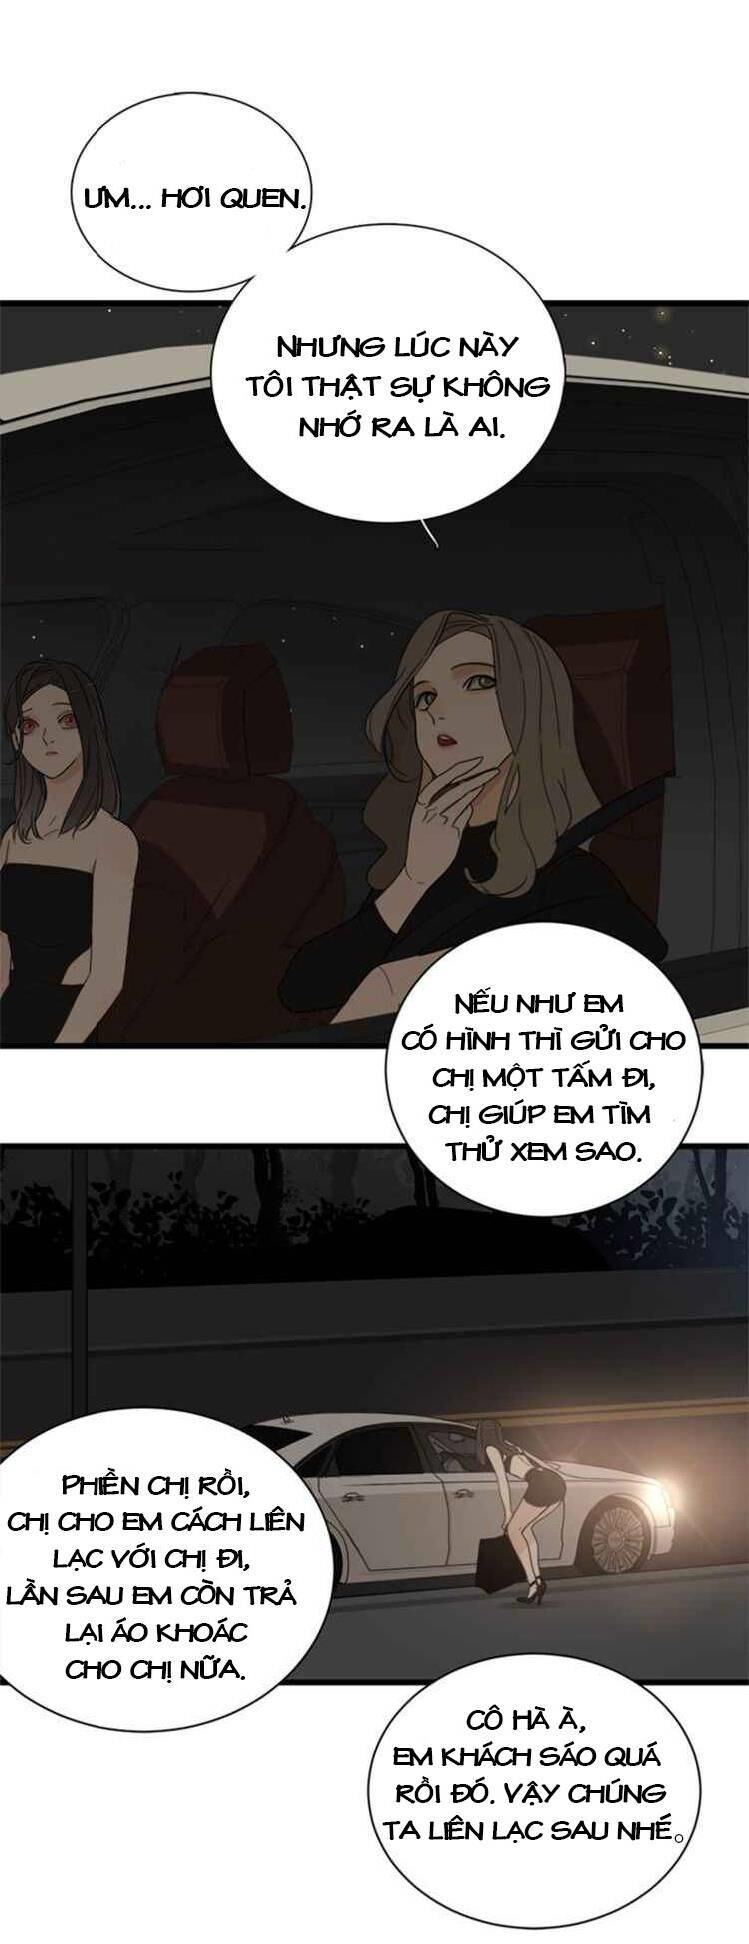 ƯM... HƠI QUEN.
NHƯNG LÚC NÀY
TÔI THẬT SỰ KHÔNG
NHỚ RA LÀ AI.
NẾU NHƯ EM
CÓ HÌNH THÌ GỬI CHO
CHỊ MỘT TẤM ĐI,
CHỊ GIÚP EM TÌM
THỬ XEM SAO.
PHIỀN CHỊ RỒI,
CHỊ CHO EM CÁCH LIÊN
LẠC VỚI CHỊ ĐI,
LẦN SAU EM CÒN TRẢ
LẠI ÁO KHOÁC
CHO CHỊ NỮA.
CÔ HÀ À,
EM KHÁCH SÁO QUÁ
RỒI ĐÓ. VẬY CHÚNG
TA LIÊN LẠC SAU NHÉ。